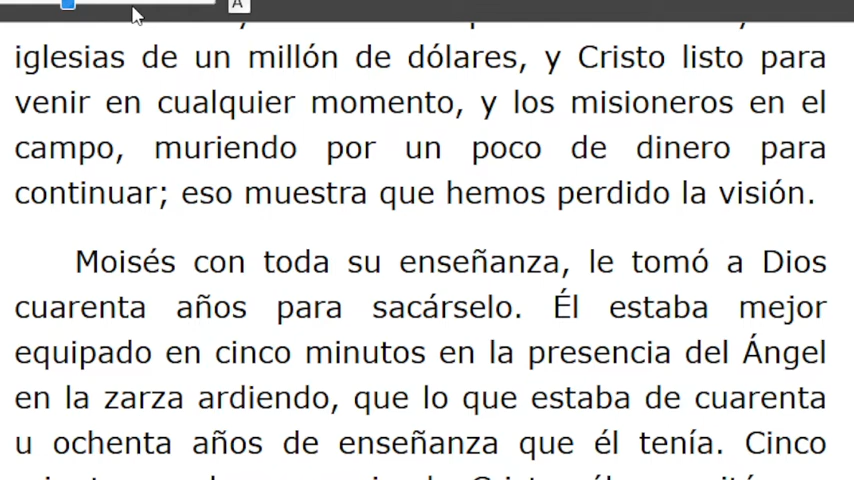 A
iglesias de un millón de dólares, y Cristo listo para
venir en cualquier momento, y los misioneros en el
campo, muriendo por un poco de dinero para
continuar; eso muestra que hemos perdido la visión.
Moisés con toda su enseñanza, le tomó a Dios
cuarenta años para sacárselo. Él estaba mejor
equipado en cinco minutos en la presencia del Ángel
en la zarza ardiendo, que lo que estaba de cuarenta
u ochenta años de enseñanza que él tenía. Cinco